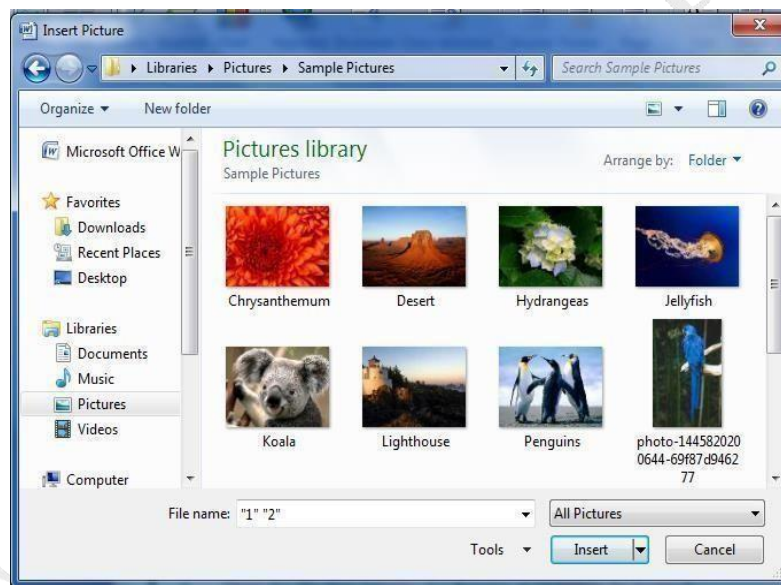 Insert Picture
Libraries Pictures Sample Pictures
Search Sample Pictures
Organize
New folder
Microsoft Office W
Favorites
Downloads
Recent Places
Desktop
Libraries
Documents
Music
Pictures
Videos
Computer
Pictures library
Sample Pictures
Arrange by: Folder
Chrysanthemum
Desert
Hydrangeas
Jellyfish
Koala
Lighthouse
Penguins
photo-144582020
0644-69f87d9462
77
File name: "1" "2"
All Pictures
Tools
Insert
Cancel